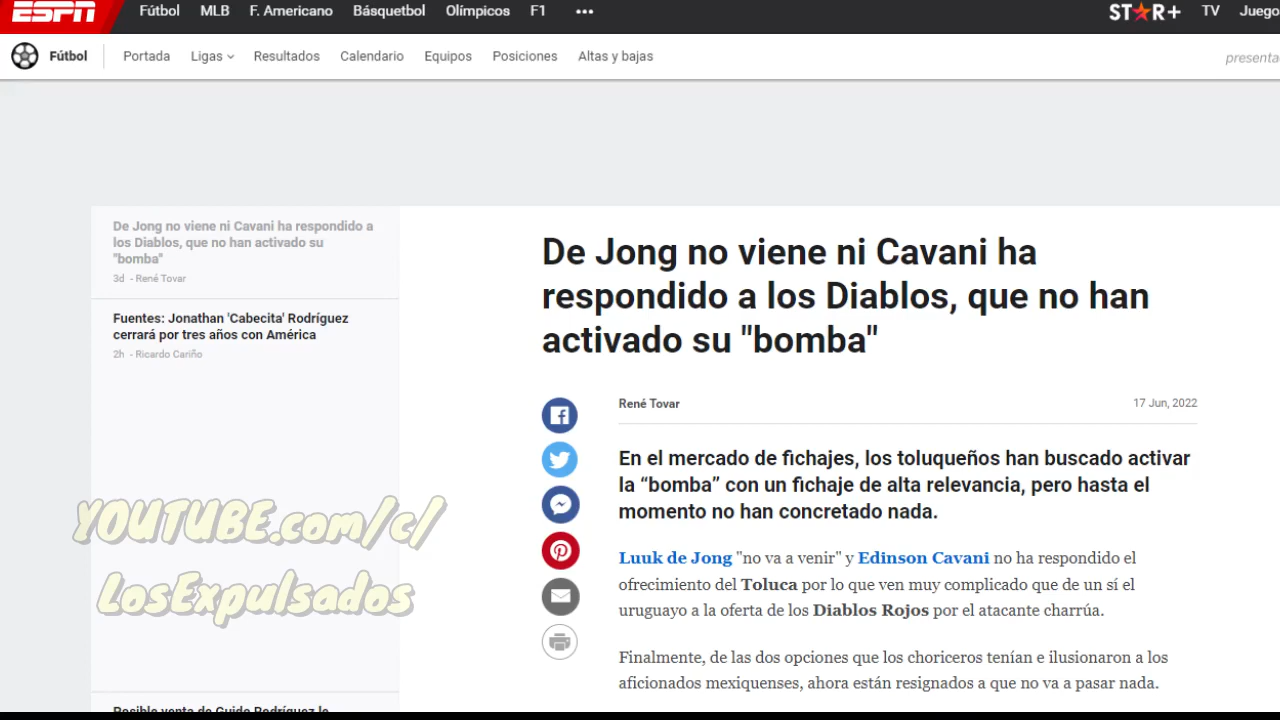 ESPN
Fútbol MLB F. Americano Básquetbol Olímpicos F1 •••
ST★R+ TV Juego
Fútbol Portada Ligas Resultados Calendario Equipos Posiciones Altas y bajas
presenta
De Jong no viene ni Cavani ha respondido a
los Diablos, que no han activado su
"bomba"
3d - René Tovar
Fuentes: Jonathan 'Cabecita' Rodríguez
cerrará por tres años con América
2h - Ricardo Cariño
YOUTUBE.com/c/
LosExpulsados
Posible venta de Guido Rodríguez le
De Jong no viene ni Cavani ha
respondido a los Diablos, que no han
activado su "bomba"
René Tovar
17 Jun, 2022
En el mercado de fichajes, los toluqueños han buscado activar
la “bomba” con un fichaje de alta relevancia, pero hasta el
momento no han concretado nada.
Luuk de Jong "no va a venir" y Edinson Cavani no ha respondido el
ofrecimiento del Toluca por lo que ven muy complicado que de un sí el
uruguayo a la oferta de los Diablos Rojos por el atacante charrúa.
Finalmente, de las dos opciones que los choriceros tenían e ilusionaron a los
aficionados mexiquenses, ahora están resignados a que no va a pasar nada.